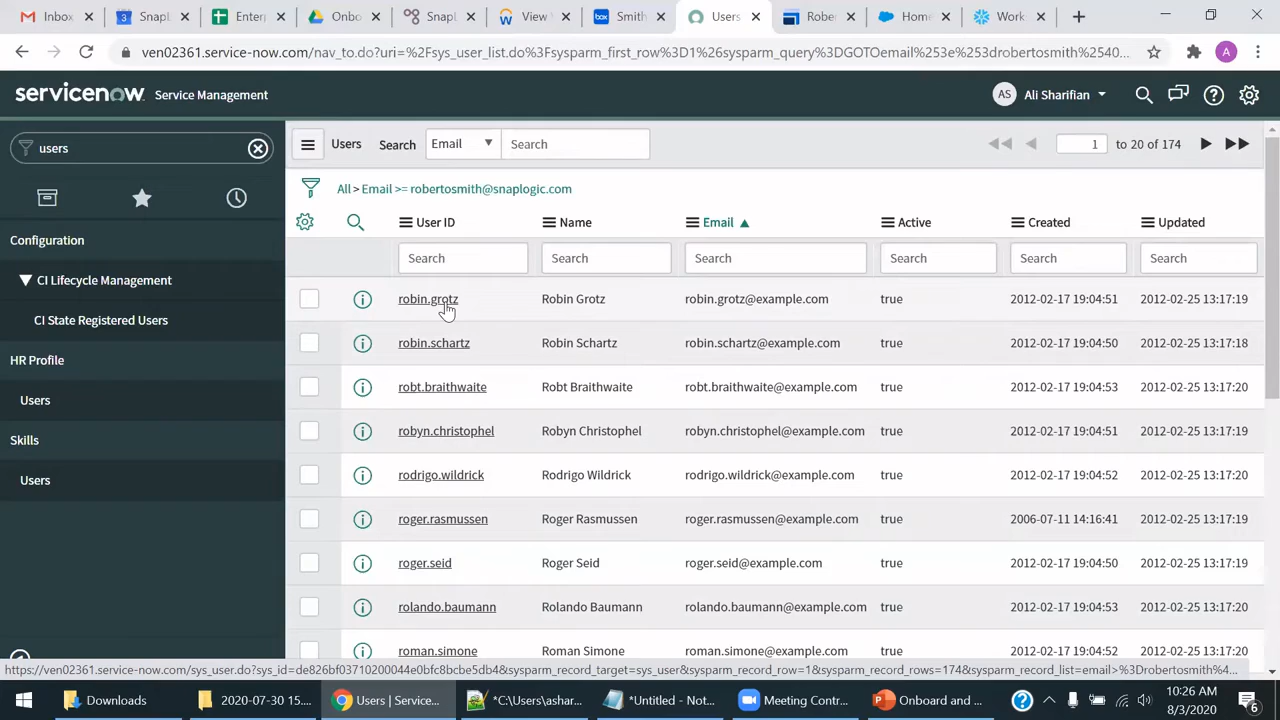 Inbox
3 SnapL
Enterp
Onbo
SnapL
View
box Smith
Users
Rober
Home
Work
ven02361.service-now.com/nav_to.do?uri=%2Fsys_user_list.do%3Fsysparm_first_row%3D1%26sysparm_query%3DGOTOemail%253e%253drobertosmith%2540...
A
servicenow Service Management
AS Ali Sharifian
users
Users Search Email Search
1 to 20 of 174
All > Email >= robertosmith@snaplogic.com
User ID Name Email Active Created Updated
Search Search Search Search Search Search
Configuration
CI Lifecycle Management
CI State Registered Users
HR Profile
Users
Skills
Users
robin.grotz Robin Grotz robin.grotz@example.com true 2012-02-17 19:04:51 2012-02-25 13:17:19
robin.schartz Robin Schartz robin.schartz@example.com true 2012-02-17 19:04:50 2012-02-25 13:17:18
robt.braithwaite Robt Braithwaite robt.braithwaite@example.com true 2012-02-17 19:04:53 2012-02-25 13:17:20
robyn.christophel Robyn Christophel robyn.christophel@example.com true 2012-02-17 19:04:51 2012-02-25 13:17:19
rodrigo.wildrick Rodrigo Wildrick rodrigo.wildrick@example.com true 2012-02-17 19:04:52 2012-02-25 13:17:20
roger.rasmussen Roger Rasmussen roger.rasmussen@example.com true 2006-07-11 14:16:41 2012-02-25 13:17:19
roger.seid Roger Seid roger.seid@example.com true 2012-02-17 19:04:50 2012-02-25 13:17:19
rolando.baumann Rolando Baumann rolando.baumann@example.com true 2012-02-17 19:04:53 2012-02-25 13:17:20
roman.simone Roman Simone roman.simone@example.com true 2012-02-17 19:04:52 2012-02-25 13:17:20
https://ven02361.service-now.com/sys_user.do?sys_id=de826bf03710200044e0bfc8bcbe5db4&sysparm_record_target=sys_user&sysparm_record_row=1&sysparm_record_rows=174&sysparm_record_list=email>%3Drobertosmith%4...
Downloads
2020-07-30 15....
Users | Service...
*C:\Users\ashar...
*Untitled - Not...
Meeting Contr...
Onboard and ...
10:26 AM
8/3/2020
6